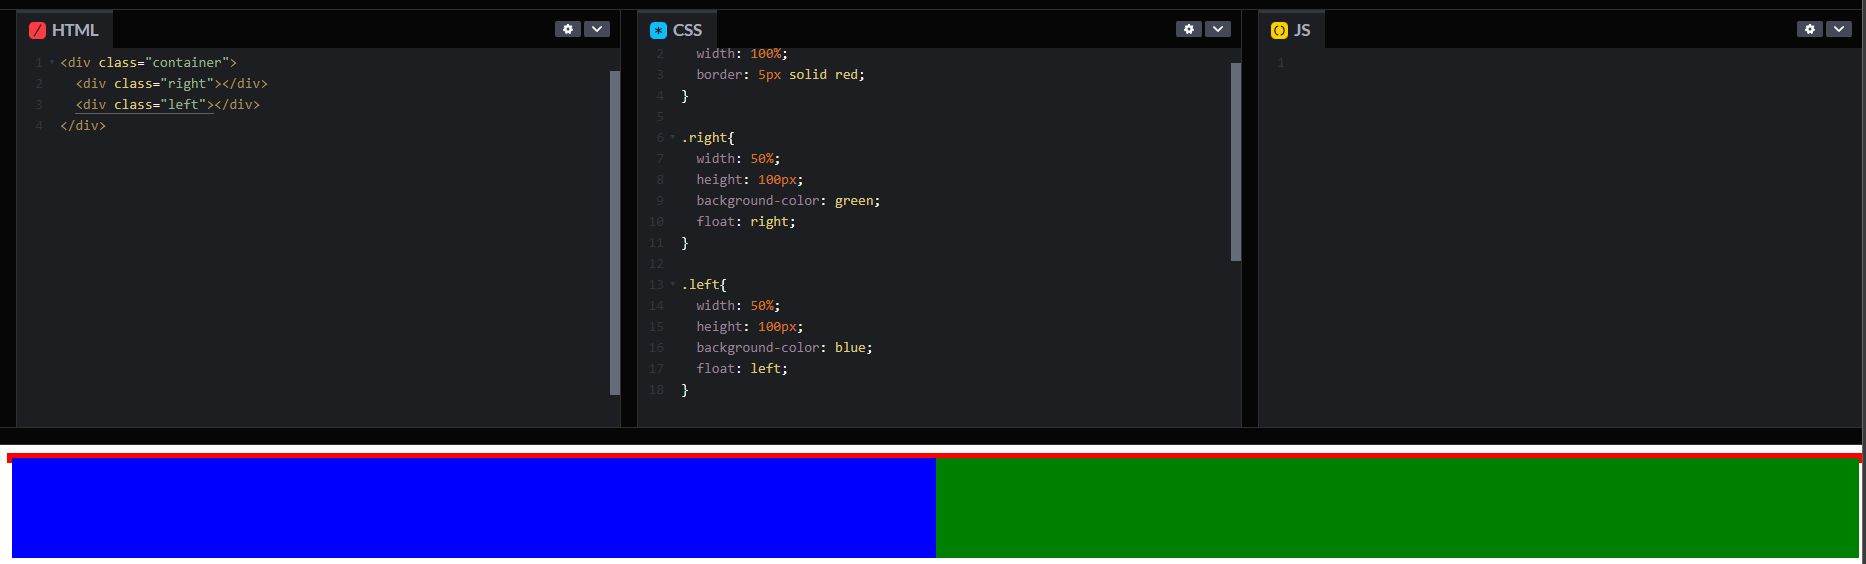 HTML
1 <div class="container">
2 <div class="right"></div>
3 <div class="left"></div>
4 </div>
CSS
2 width: 100%;
3 border: 5px solid red;
4 }
5
6 .right{
7 width: 50%;
8 height: 100px;
9 background-color: green;
10 float: right;
11 }
12
13 .left{
14 width: 50%;
15 height: 100px;
16 background-color: blue;
17 float: left;
18 }
JS
1